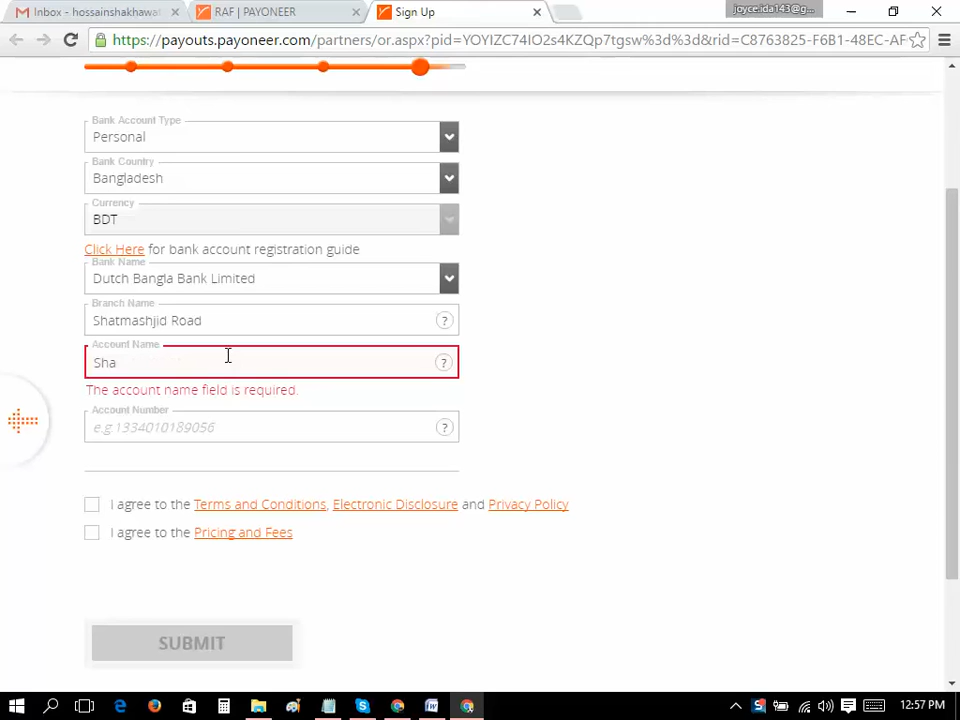 Inbox - hossainshakhawat
RAF | PAYONEER
Sign Up
joyce.ida143@g...
https://payouts.payoneer.com/partners/or.aspx?pid=YOYIZC74IO2s4KZQp7tgsw%3d%3d&rid=C8763825-F6B1-48EC-AF
Bank Account Type
Personal
Bank Country
Bangladesh
Currency
BDT
Click Here for bank account registration guide
Bank Name
Dutch Bangla Bank Limited
Branch Name
Shatmashjid Road
?
Account Name
Sha
?
The account name field is required.
Account Number
e.g:1334010189056
?
I agree to the Terms and Conditions, Electronic Disclosure and Privacy Policy
I agree to the Pricing and Fees
SUBMIT
12:57 PM